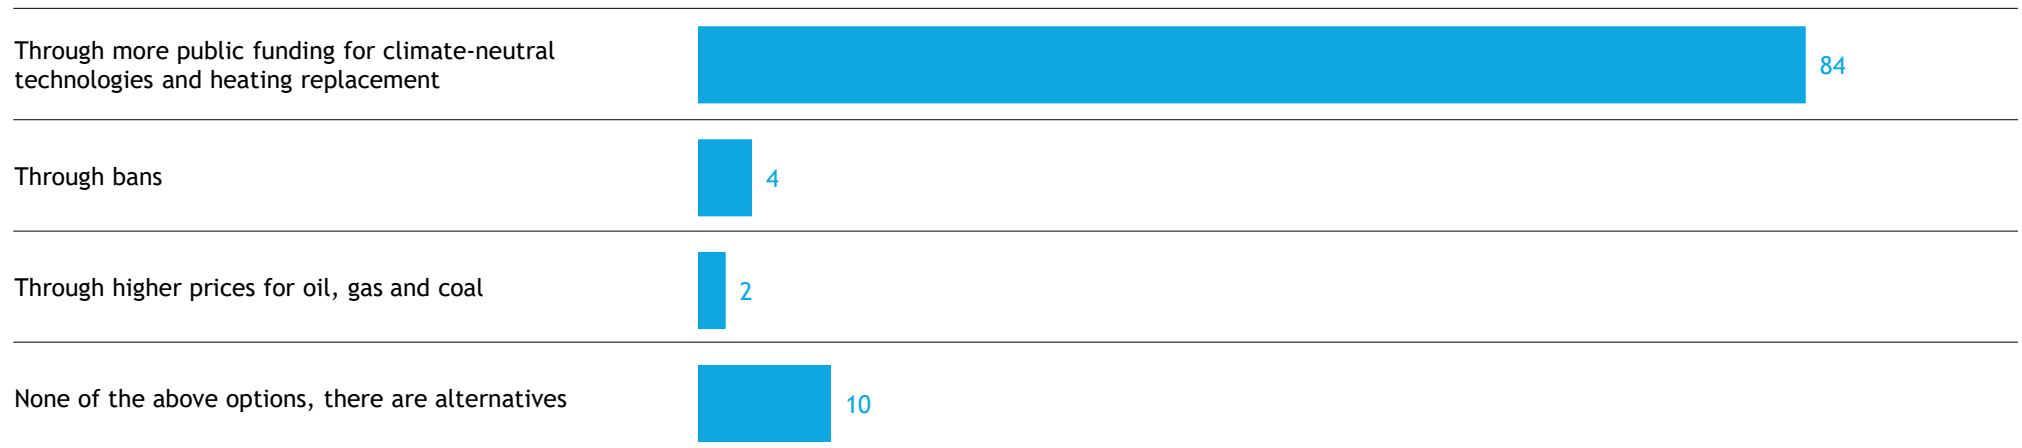 Through more public funding for climate-neutral
technologies and heating replacement
84
Through bans
4
Through higher prices for oil, gas and coal
2
None of the above options, there are alternatives
10